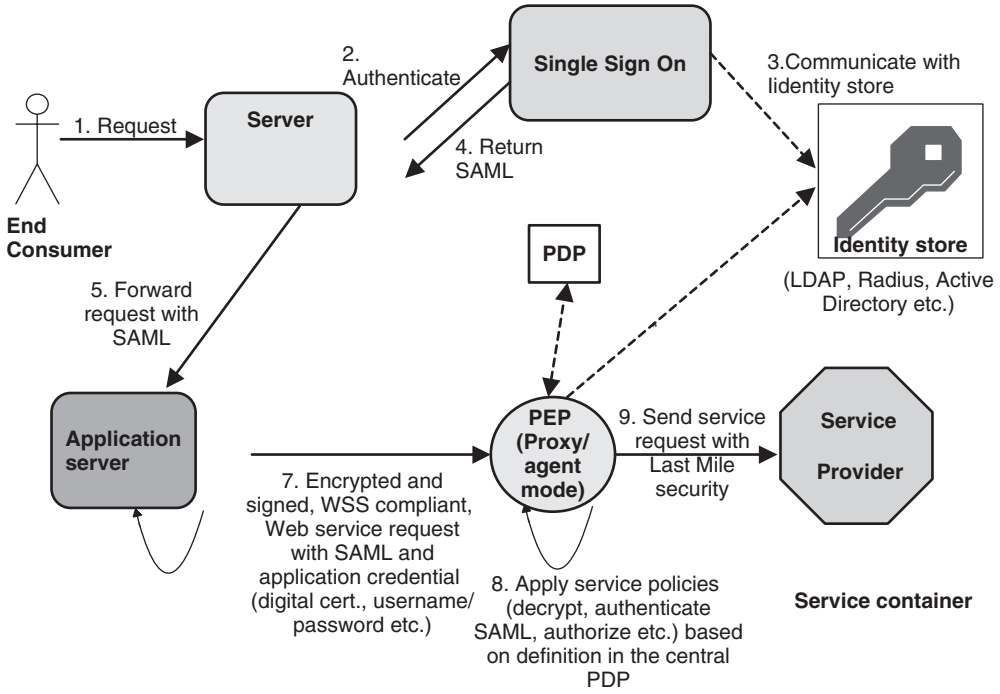 2.
Authenticate
Single Sign On
3.Communicate with
Iidentity store
1. Request
Server
4. Return
SAML
End
Consumer
Identity store
(LDAP, Radius, Active
Directory etc.)
PDP
5. Forward
request with
SAML
Application
server
PEP
(Proxy/
agent
mode)
9. Send service
request with
Last Mile
security
Service
Provider
7. Encrypted and
signed, WSS compliant,
Web service request
with SAML and
application credential
(digital cert., username/
password etc.)
8. Apply service policies
(decrypt, authenticate
SAML, authorize etc.) based
on definition in the central
PDP
Service container